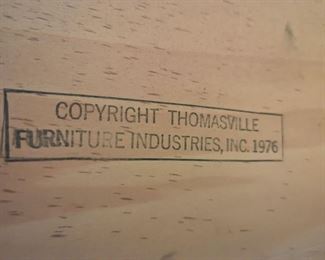 COPYRIGHT THOMASVILLE
FURNITURE INDUSTRIES, INC. 1976